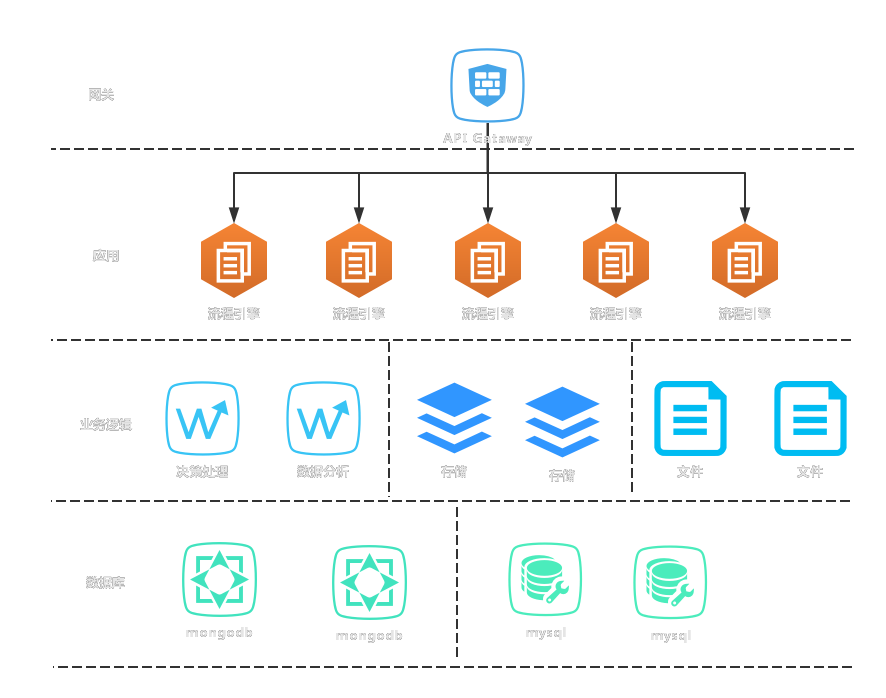 网关
API Gataway
应用
流程引擎
流程引擎
流程引擎
流程引擎
流程引擎
业务逻辑
决策处理
数据分析
存储
存储
文件
文件
数据库
mongodb
mongodb
mysql
mysql